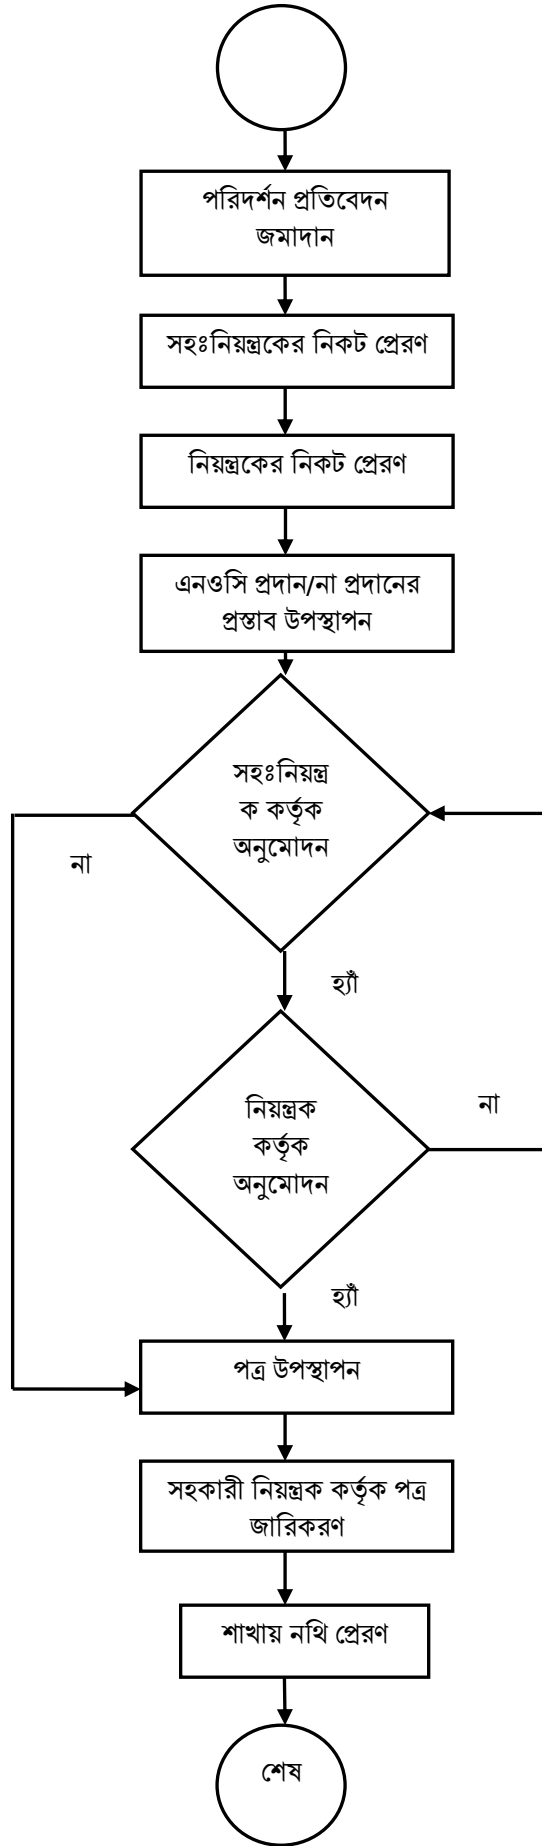 পরিদর্শন প্রতিবেদন
জমাদান
সহঃনিয়ন্ত্রকের নিকট প্রেরণ
নিয়ন্ত্রকের নিকট প্রেরণ
এনওসি প্রদান/না প্রদানের
প্রস্তাব উপস্থাপন
সহঃনিয়ন্ত্র
ক কর্তৃক
অনুমোদন
না
হ্যাঁ
নিয়ন্ত্রক
কর্তৃক
অনুমোদন
না
হ্যাঁ
পত্র উপস্থাপন
সহকারী নিয়ন্ত্রক কর্তৃক পত্র
জারিকরণ
শাখায় নথি প্রেরণ
শেষ